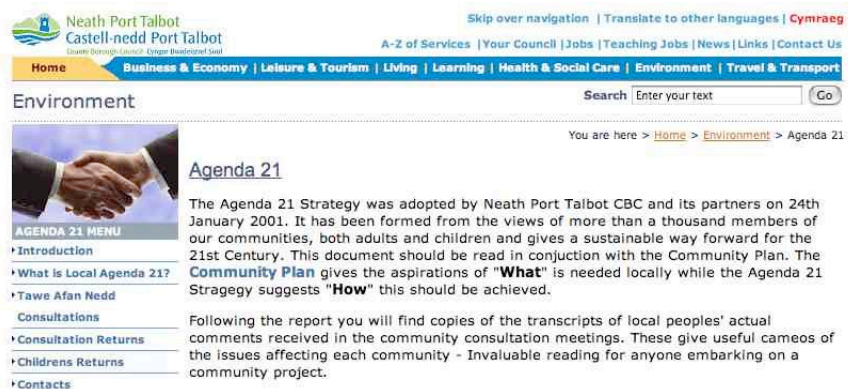 Neath Port Talbot
Castell-nedd Port Talbot
County Borough Council Cyngor Bwrdeistref Sirol
Skip over navigation | Translate to other languages | Cymraeg
A-Z of Services | Your Council | Jobs | Teaching Jobs | News | Links | Contact Us
Home Business & Economy | Leisure & Tourism | Living | Learning | Health & Social Care | Environment | Travel & Transport
Environment
Search Enter your text Go
You are here > Home > Environment > Agenda 21
AGENDA 21 MENU
Introduction
What is Local Agenda 21?
Tawe Afan Nedd
Consultations
Consultation Returns
Childrens Returns
Contacts
Agenda 21
The Agenda 21 Strategy was adopted by Neath Port Talbot CBC and its partners on 24th
January 2001. It has been formed from the views of more than a thousand members of
our communities, both adults and children and gives a sustainable way forward for the
21st Century. This document should be read in conjuction with the Community Plan. The
Community Plan gives the aspirations of "What" is needed locally while the Agenda 21
Stragegy suggests "How" this should be achieved.
Following the report you will find copies of the transcripts of local peoples' actual
comments received in the community consultation meetings. These give useful cameos of
the issues affecting each community - Invaluable reading for anyone embarking on a
community project.